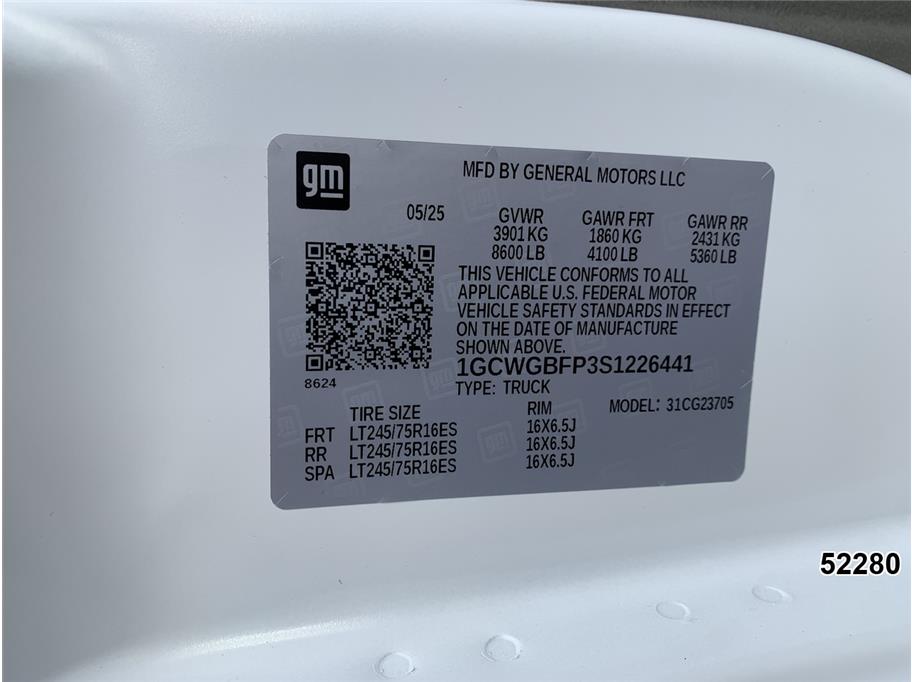 gm
MFD BY GENERAL MOTORS LLC
05/25
GVWR GAWR FRT GAWR RR
3901 KG 1860 KG 2431 KG
8600 LB 4100 LB 5360 LB
THIS VEHICLE CONFORMS TO ALL
APPLICABLE U.S. FEDERAL MOTOR
VEHICLE SAFETY STANDARDS IN EFFECT
ON THE DATE OF MANUFACTURE
SHOWN ABOVE.
1GCWGBFP3S1226441
8624
TYPE: TRUCK
TIRE SIZE RIM MODEL: 31CG23705
FRT LT245/75R16ES 16X6.5J
RR LT245/75R16ES 16X6.5J
SPA LT245/75R16ES 16X6.5J
52280